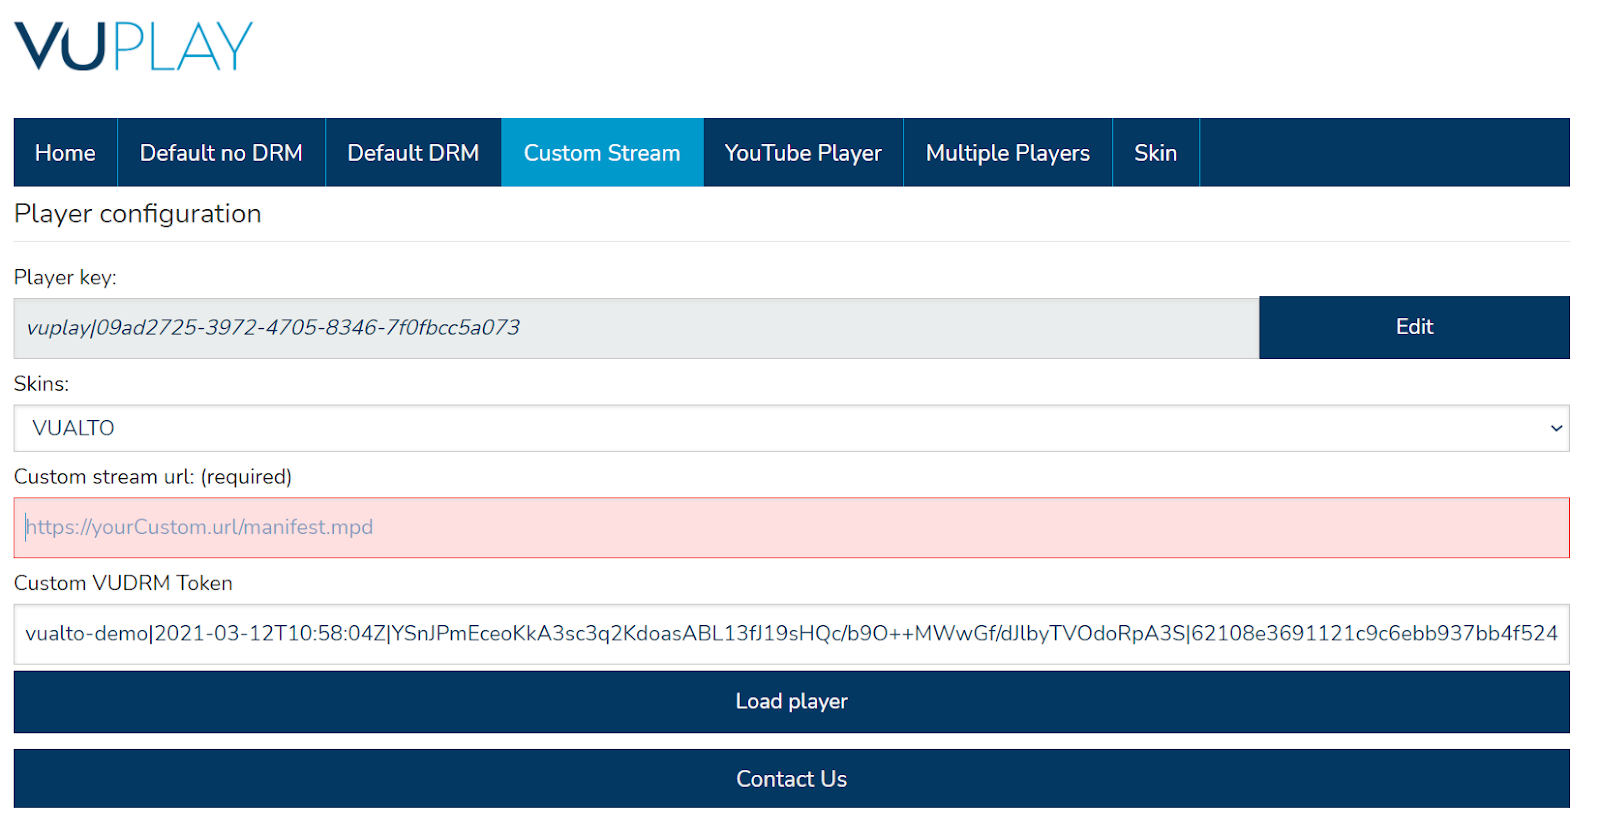 VUPLAY
Home Default no DRM Default DRM Custom Stream YouTube Player Multiple Players Skin
Player configuration
Player key:
vuplay|09ad2725-3972-4705-8346-7f0fbcc5a073
Edit
Skins:
VUALTO
Custom stream url: (required)
https://yourCustom.url/manifest.mpd
Custom VUDRM Token
vualto-demo|2021-03-12T10:58:04Z|YSnJPmEceoKkA3sc3q2KdoasABL13fJ19sHQc/b9O++MWwGf/dJlbyTVOdoRpA3S|62108e3691121c9c6ebb937bb4f524
Load player
Contact Us